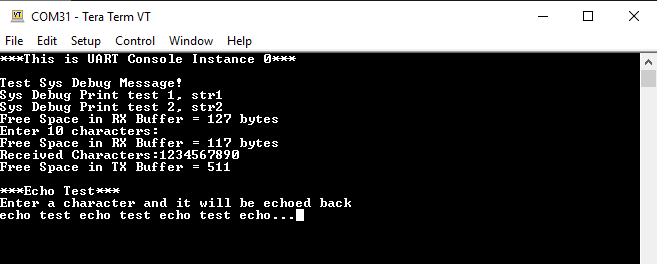 COM31 - Tera Term VT
File Edit Setup Control Window Help
***This is UART Console Instance 0***
Test Sys Debug Message!
Sys Debug Print test 1, str1
Sys Debug Print test 2, str2
Free Space in RX Buffer = 127 bytes
Enter 10 characters:
Free Space in RX Buffer = 117 bytes
Received Characters:1234567890
Free Space in TX Buffer = 511
***Echo Test***
Enter a character and it will be echoed back
echo test echo test echo test echo...